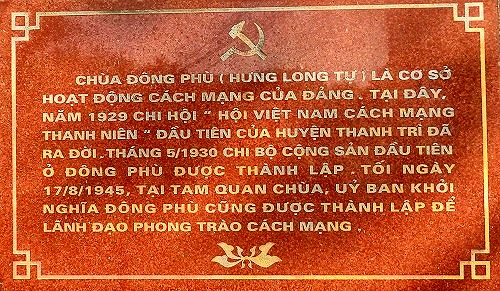 CHÙA ĐÔNG PHÙ ( HƯNG LONG TỰ ) LÀ CƠ SỞ
HOẠT ĐỘNG CÁCH MẠNG CỦA ĐẢNG . TẠI ĐÂY,
NĂM 1929 CHI HỘI " HỘI VIỆT NAM CÁCH MẠNG
THANH NIÊN " ĐẦU TIÊN CỦA HUYỆN THANH TRÌ ĐÃ
RA ĐỜI. THÁNG 5/1930 CHI BỘ CỘNG SẢN ĐẦU TIÊN
Ở ĐÔNG PHÙ ĐƯỢC THÀNH LẬP . TỐI NGÀY
17/8/1945, TẠI TAM QUAN CHÙA, UỶ BAN KHỞI
NGHĨA ĐÔNG PHÙ CŨNG ĐƯỢC THÀNH LẬP ĐỂ
LÃNH ĐẠO PHONG TRÀO CÁCH MẠNG .